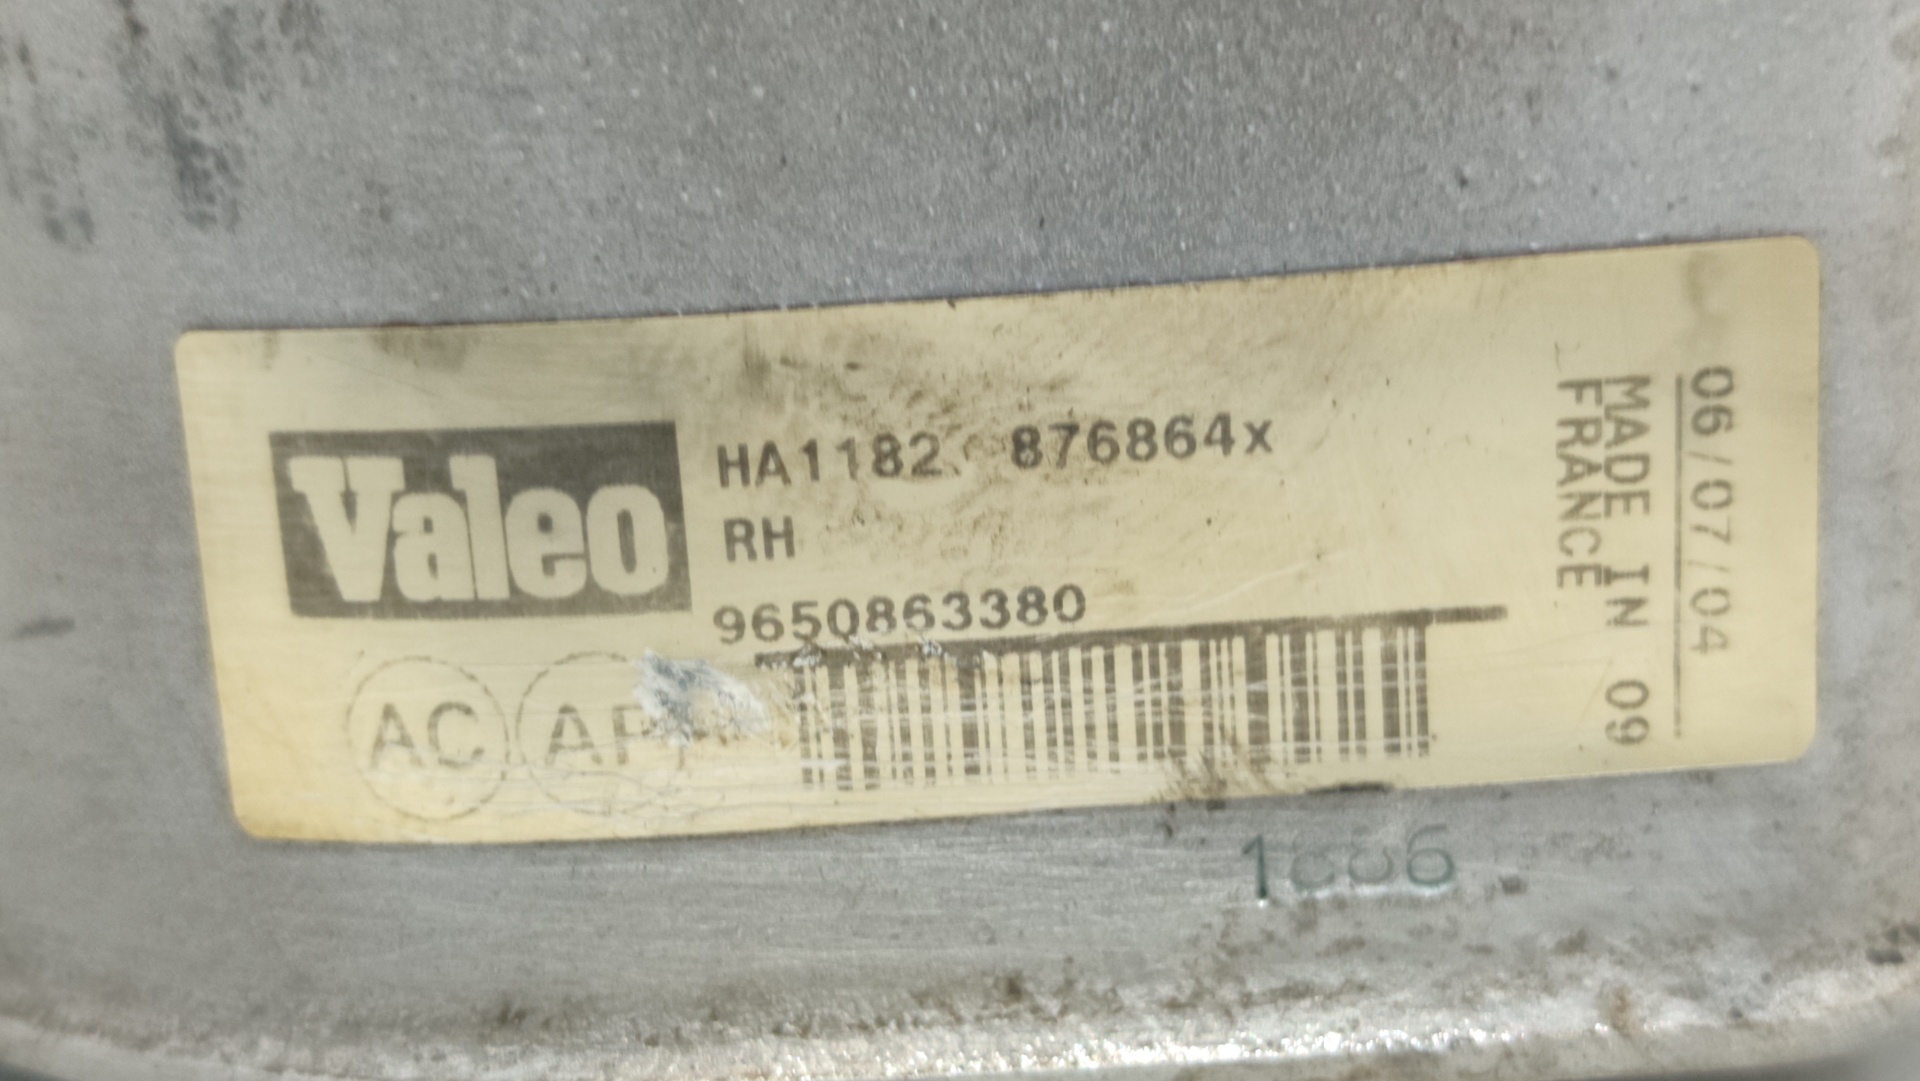 Valeo
HA1182 876864x
RH
9650863380
AC
06/07/04
MADE IN 09
FRANCE